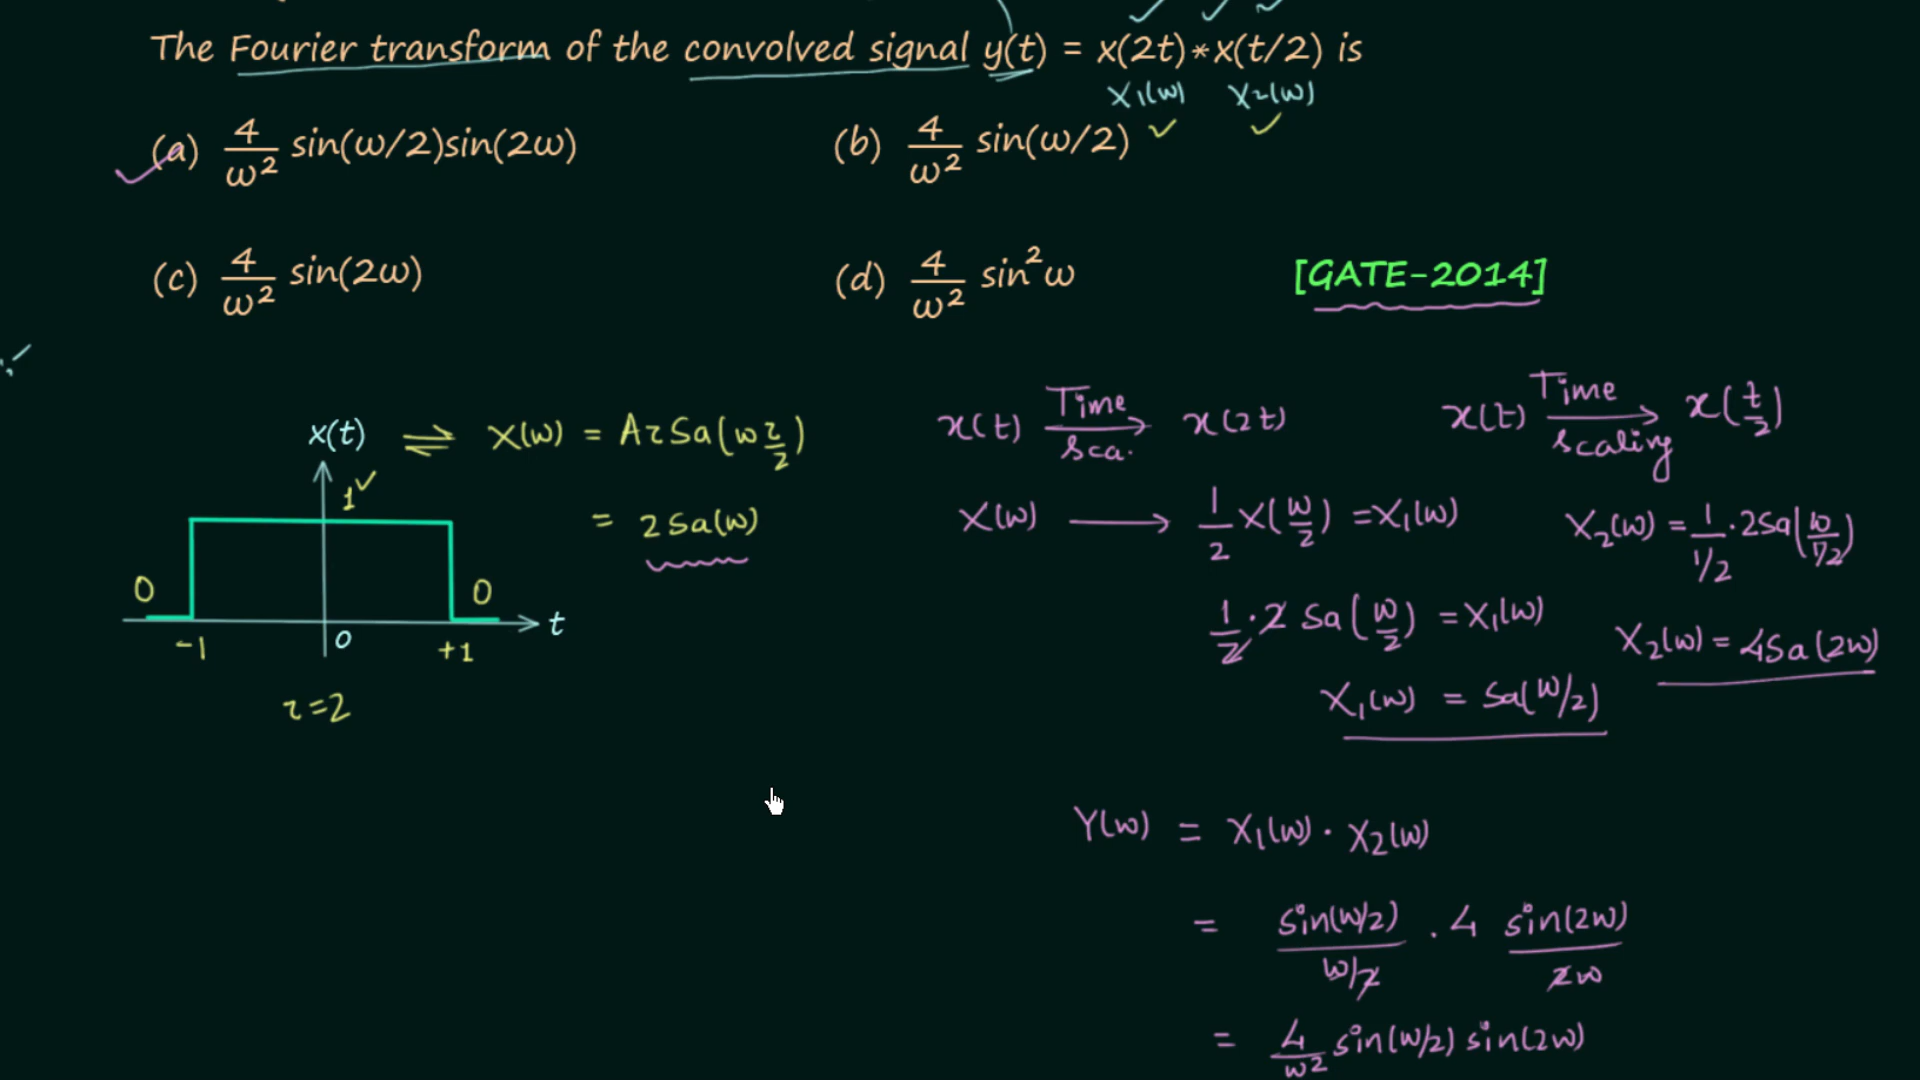 The Fourier transform of the convolved signal y(t) = x(2t)*x(t/2) is
X1(w) X2(w)
(a) 4/ω² sin(ω/2)sin(2ω)
(b) 4/ω² sin(ω/2)
(c) 4/ω² sin(2ω)
(d) 4/ω² sin²ω
[GATE-2014]
x(t) ⇌ X(w) = Aτ Sa(wτ/2)
= 2Sa(w)
1
0 0
-1 0 +1 t
τ=2
x(t) Time Sca. → x(2t)
X(w) → 1/2 X(w/2) = X1(w)
1/2 · 2 Sa(w/2) = X1(w)
X1(w) = Sa(w/2)
x(t) Time Scaling → x(t/2)
X2(w) = 1/1/2 · 2Sa(w/1/2)
X2(w) = 4Sa(2w)
Y(w) = X1(w) · X2(w)
= sin(w/2)/w/2 . 4 sin(2w)/2w
= 4/w² sin(w/2) sin(2w)